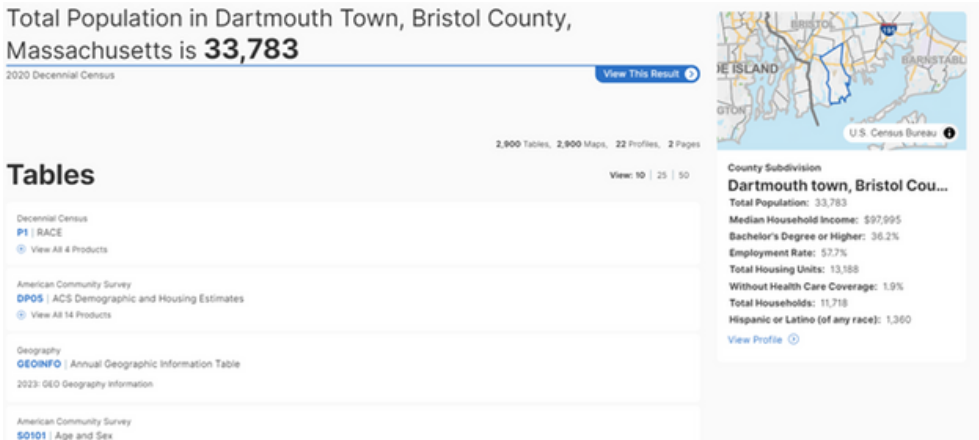 Total Population in Dartmouth Town, Bristol County,
Massachusetts is 33,783
2020 Decennial Census
View This Result
2,900 Tables, 2,900 Maps, 22 Profiles, 2 Pages
Tables
View: 10 | 25 | 50
Decennial Census
P1 | RACE
View All 4 Products
American Community Survey
DP05 | ACS Demographic and Housing Estimates
View All 14 Products
Geography
GEOINFO | Annual Geographic Information Table
2023: GEO Geography Information
American Community Survey
S0101 | Age and Sex
BRISTOL
195
BARNSTABL
DE ISLAND
GTON
U.S. Census Bureau
County Subdivision
Dartmouth town, Bristol Cou...
Total Population: 33,783
Median Household Income: $97,995
Bachelor's Degree or Higher: 36.2%
Employment Rate: 57.7%
Total Housing Units: 13,188
Without Health Care Coverage: 1.9%
Total Households: 11,718
Hispanic or Latino (of any race): 1,360
View Profile